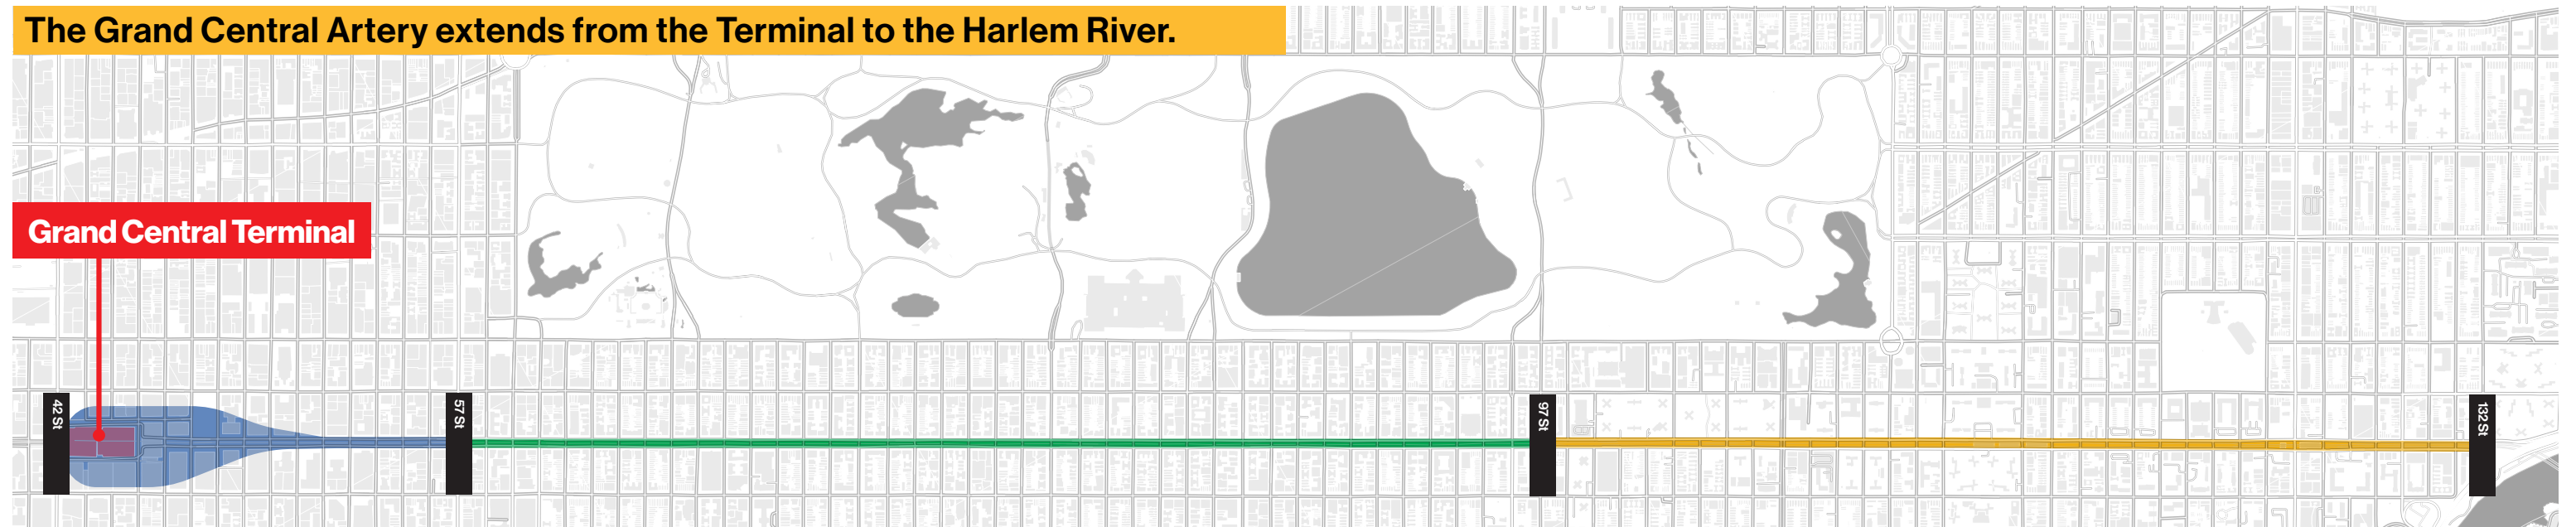 The Grand Central Artery extends from the Terminal to the Harlem River.
Grand Central Terminal
42 St
57 St
97 St
132 St